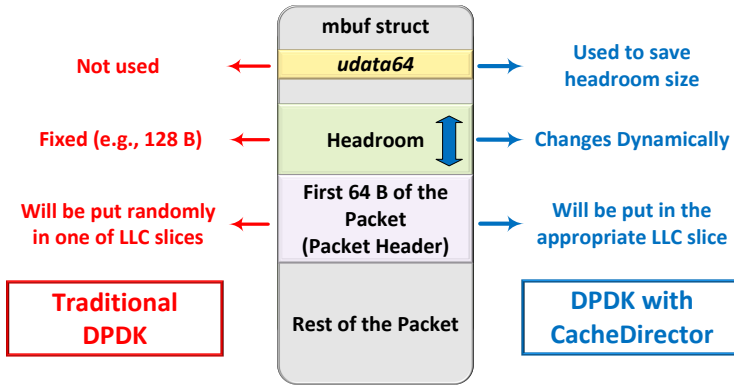 mbuf struct
Not used
udata64
Used to save
headroom size
Fixed (e.g., 128 B)
Headroom
Changes Dynamically
Will be put randomly
in one of LLC slices
First 64 B of the
Packet
(Packet Header)
Will be put in the
appropriate LLC slice
Traditional
DPDK
Rest of the Packet
DPDK with
CacheDirector